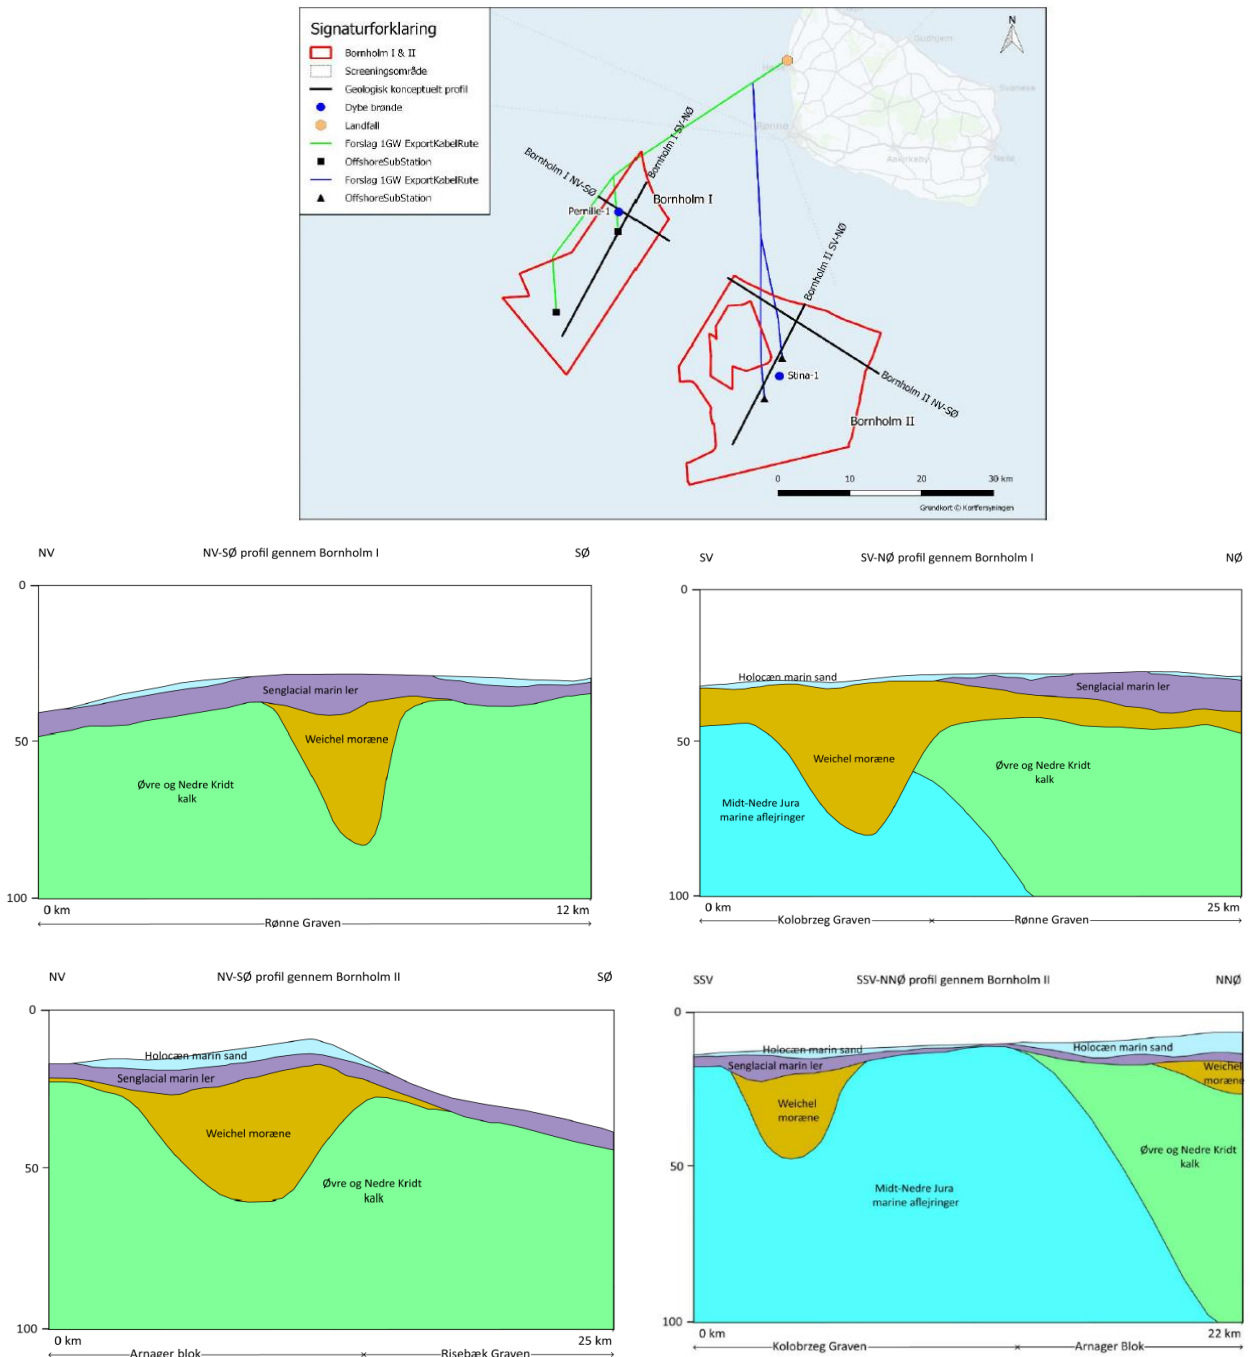 Signaturforklaring
Bornholm I & II
Screeningsområde
Geologisk konceptuelt profil
Dybe brønde
Landfall
Forslag 1GW ExportKabelRute
OffshoreSubStation
Forslag 1GW ExportKabelRute
OffshoreSubStation
N
Gudhjem
Svaneke
Rønne
Aakirkeby
Nexø
Bornholm I SV-NØ
Bornholm I NV-SØ
Bornholm I
Pernille-1
Bornholm II SV-NØ
Stina-1
Bornholm II NV-SØ
Bornholm II
0 10 20 30 km
Grundkort © Kortforsyningen
NV NV-SØ profil gennem Bornholm I SØ
0
50
100
Senglacial marin ler
Weichel moræne
Øvre og Nedre Kridt
kalk
0 km 12 km
Rønne Graven
SV SV-NØ profil gennem Bornholm I NØ
0
50
100
Holocæn marin sand
Senglacial marin ler
Weichel moræne
Øvre og Nedre Kridt
kalk
Midt-Nedre Jura
marine aflejringer
0 km 25 km
Kolobrzeg Graven Rønne Graven
NV NV-SØ profil gennem Bornholm II SØ
0
50
100
Holocæn marin sand
Senglacial marin ler
Weichel moræne
Øvre og Nedre Kridt
kalk
0 km 25 km
Arnager blok Risebæk Graven
SSV SSV-NNØ profil gennem Bornholm II NNØ
0
50
100
Holocæn marin sand Holocæn marin sand
Senglacial marin ler
Weichel
moræne
Weichel
moræne
Øvre og Nedre Kridt
kalk
Midt-Nedre Jura
marine aflejringer
0 km 22 km
Kolobrzeg Graven Arnager Blok